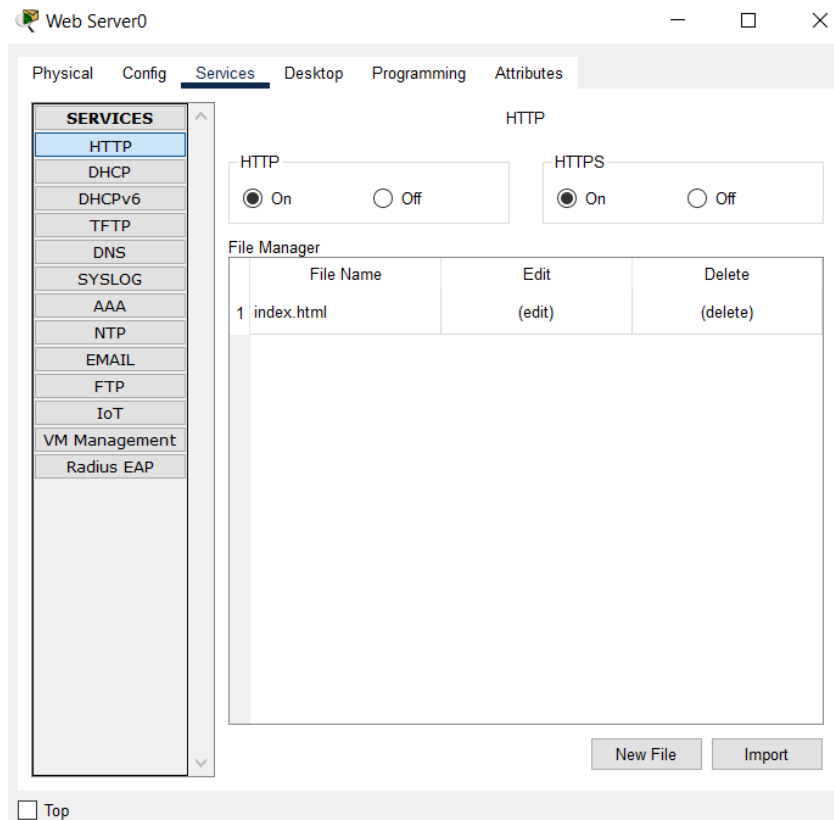 Web Server0
Physical Config Services Desktop Programming Attributes
SERVICES
HTTP
DHCP
DHCPv6
TFTP
DNS
SYSLOG
AAA
NTP
EMAIL
FTP
IoT
VM Management
Radius EAP
HTTP
HTTP
On Off
HTTPS
On Off
File Manager
File Name Edit Delete
1 index.html (edit) (delete)
New File Import
Top